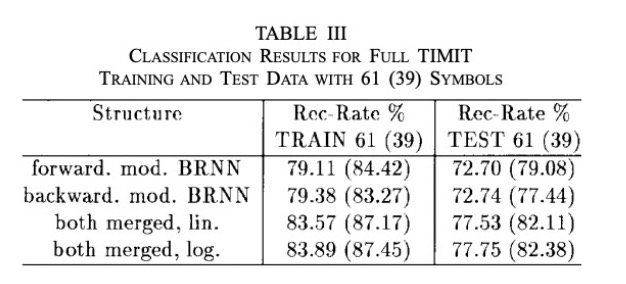 TABLE III
CLASSIFICATION RESULTS FOR FULL TIMIT
TRAINING AND TEST DATA WITH 61 (39) SYMBOLS
Structure Rec-Rate % Rec-Rate %
TRAIN 61 (39) TEST 61 (39)
forward. mod. BRNN 79.11 (84.42) 72.70 (79.08)
backward. mod. BRNN 79.38 (83.27) 72.74 (77.44)
both merged, lin. 83.57 (87.17) 77.53 (82.11)
both merged, log. 83.89 (87.45) 77.75 (82.38)